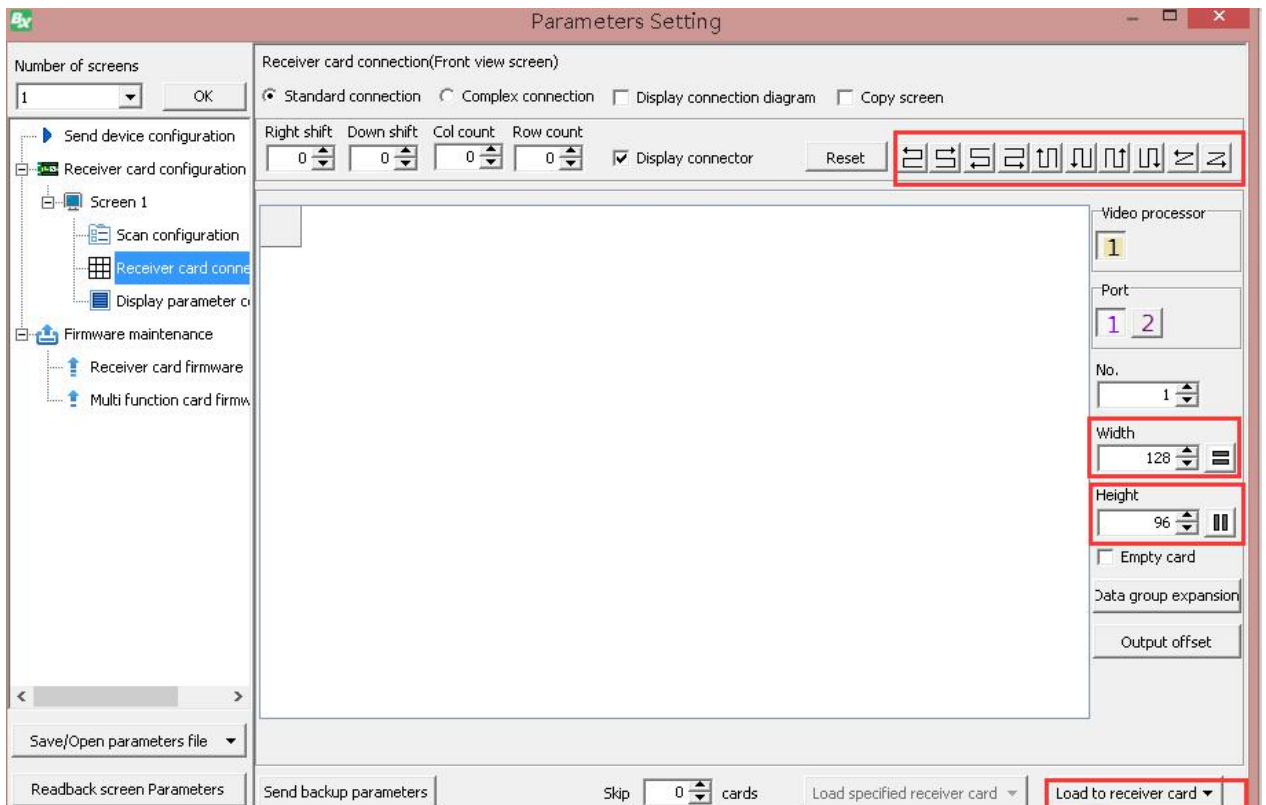 BX
Parameters Setting
Number of screens
1
OK
Send device configuration
Receiver card configuration
Screen 1
Scan configuration
Receiver card conne
Display parameter c
Firmware maintenance
Receiver card firmware
Multi function card firmw
Save/Open parameters file
Readback screen Parameters
Receiver card connection(Front view screen)
Standard connection Complex connection Display connection diagram Copy screen
Right shift Down shift Col count Row count
0 0 0 0 Display connector Reset
Video processor
1
Port
1 2
No.
1
Width
128
Height
96
Empty card
Data group expansion
Output offset
Send backup parameters Skip 0 cards Load specified receiver card Load to receiver card